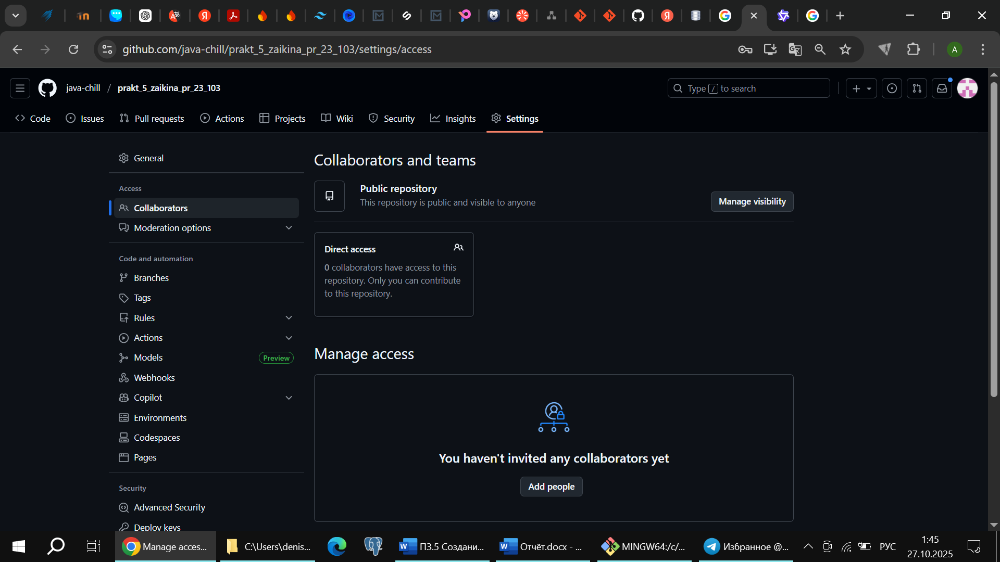 github.com/java-chill/prakt_5_zaikina_pr_23_103/settings/access
A
java-chill / prakt_5_zaikina_pr_23_103
Type / to search
Code
Issues
Pull requests
Actions
Projects
Wiki
Security
Insights
Settings
General
Access
Collaborators
Moderation options
Code and automation
Branches
Tags
Rules
Actions
Models
Preview
Webhooks
Copilot
Environments
Codespaces
Pages
Security
Advanced Security
Deploy keys
Collaborators and teams
Public repository
This repository is public and visible to anyone
Manage visibility
Direct access
0 collaborators have access to this
repository. Only you can contribute
to this repository.
Manage access
You haven't invited any collaborators yet
Add people
Manage acces...
C:\Users\denis...
ПЗ.5 Создани...
Отчёт.docx - ...
MINGW64:/c/...
Избранное @...
РУС
1:45
27.10.2025